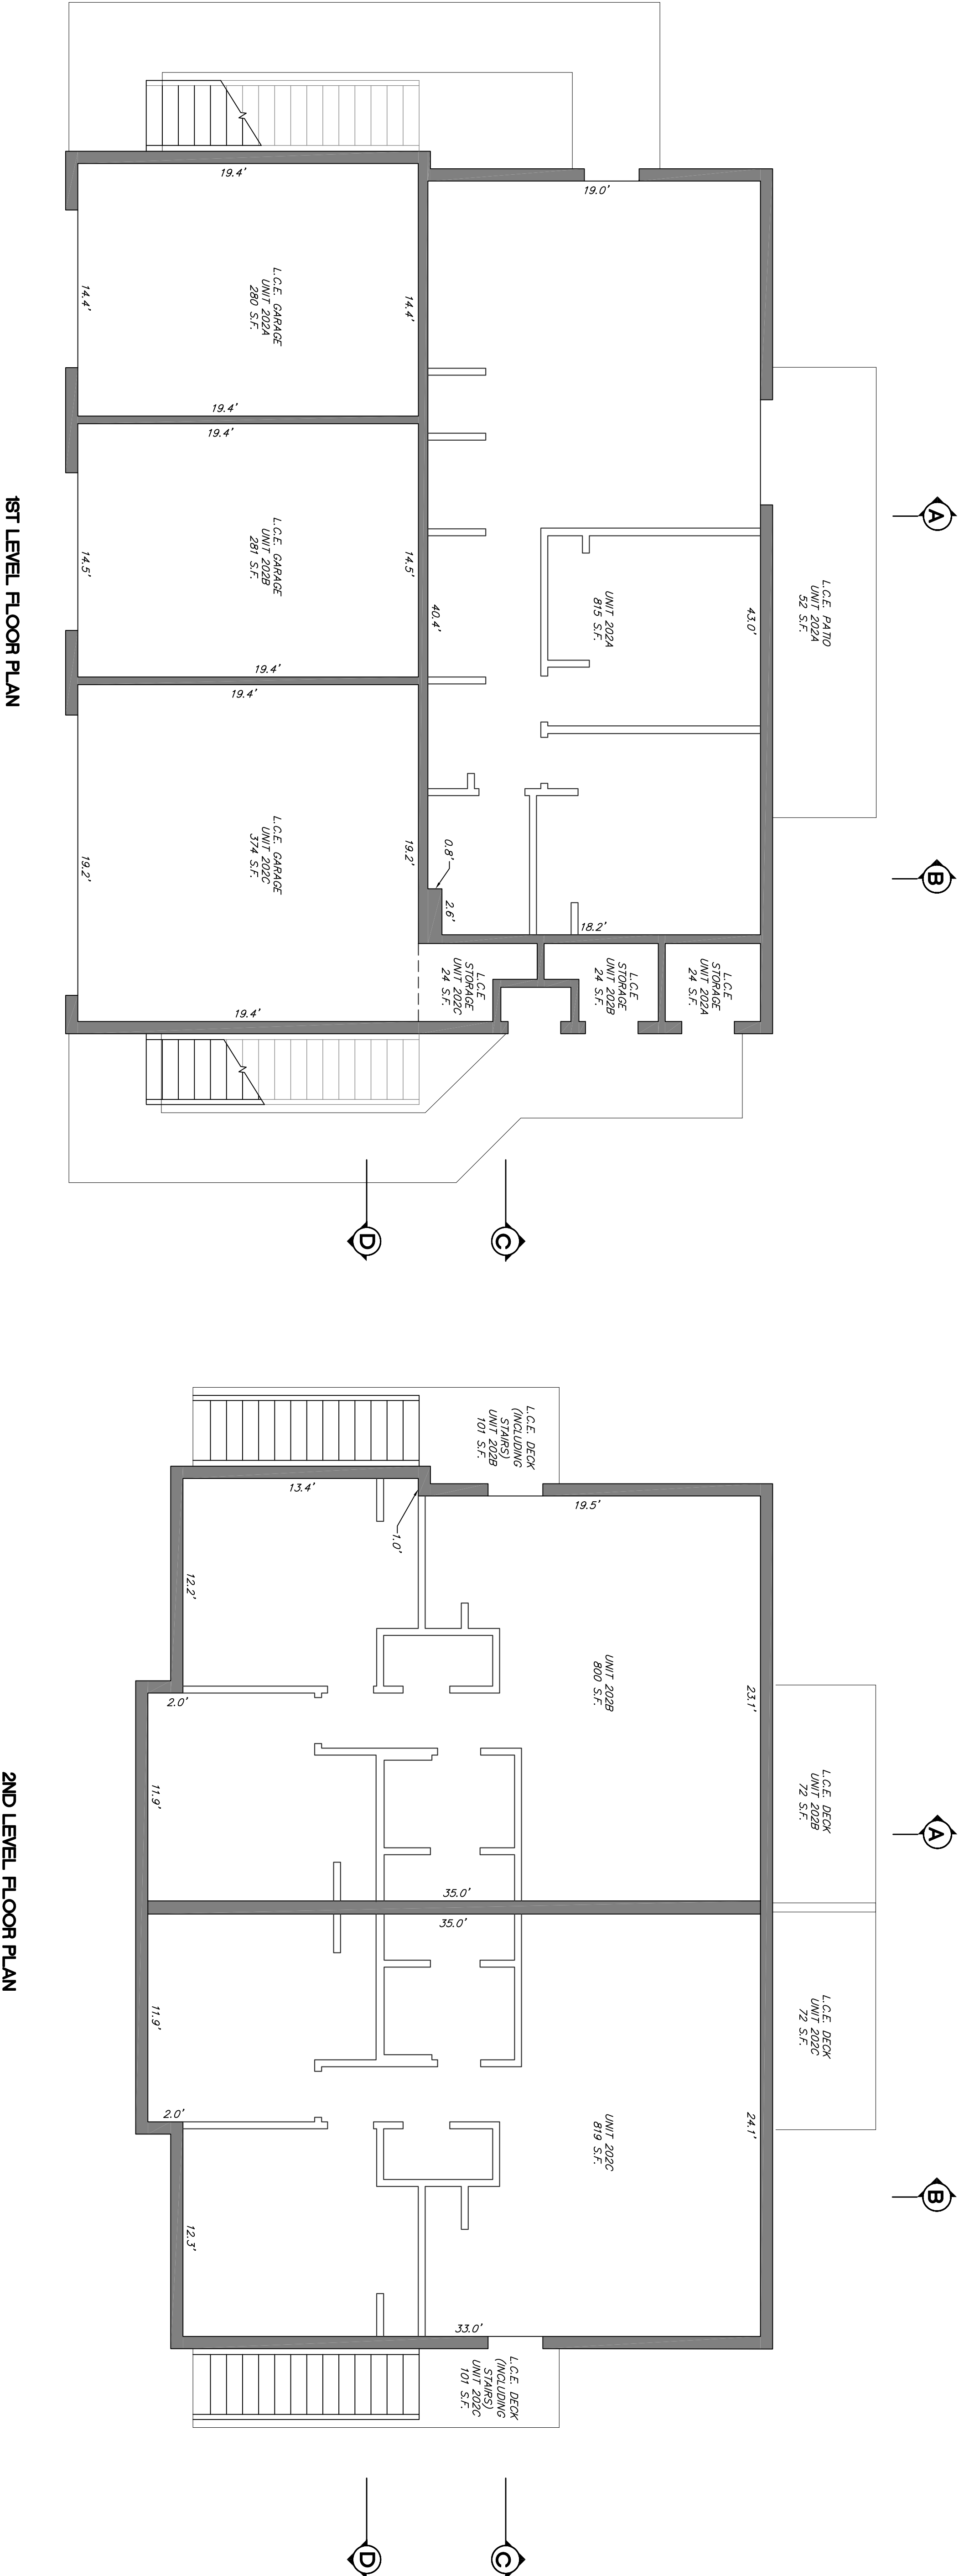 1ST LEVEL FLOOR PLAN
19.4'
19.0'
14.4'
L.C.E. GARAGE
UNIT 202A
280 S.F.
14.4'
19.4'
19.4'
14.5'
L.C.E. GARAGE
UNIT 202B
281 S.F.
14.5'
19.4'
19.4'
40.4'
UNIT 202A
815 S.F.
43.0'
L.C.E. PATIO
UNIT 202A
52 S.F.
A
B
19.2'
L.C.E. GARAGE
UNIT 202C
374 S.F.
19.2'
0.8'
2.6'
18.2'
19.4'
L.C.E
STORAGE
UNIT 202C
24 S.F.
L.C.E
STORAGE
UNIT 202B
24 S.F.
L.C.E
STORAGE
UNIT 202A
24 S.F.
D
C
2ND LEVEL FLOOR PLAN
L.C.E. DECK
(INCLUDING
STAIRS)
UNIT 202B
101 S.F.
13.4'
1.0'
19.5'
12.2'
2.0'
11.9'
UNIT 202B
800 S.F.
23.1'
L.C.E. DECK
UNIT 202B
72 S.F.
A
35.0'
35.0'
11.9'
2.0'
12.3'
UNIT 202C
819 S.F.
24.1'
L.C.E. DECK
UNIT 202C
72 S.F.
B
33.0'
L.C.E. DECK
(INCLUDING
STAIRS)
UNIT 202C
101 S.F.
D
C